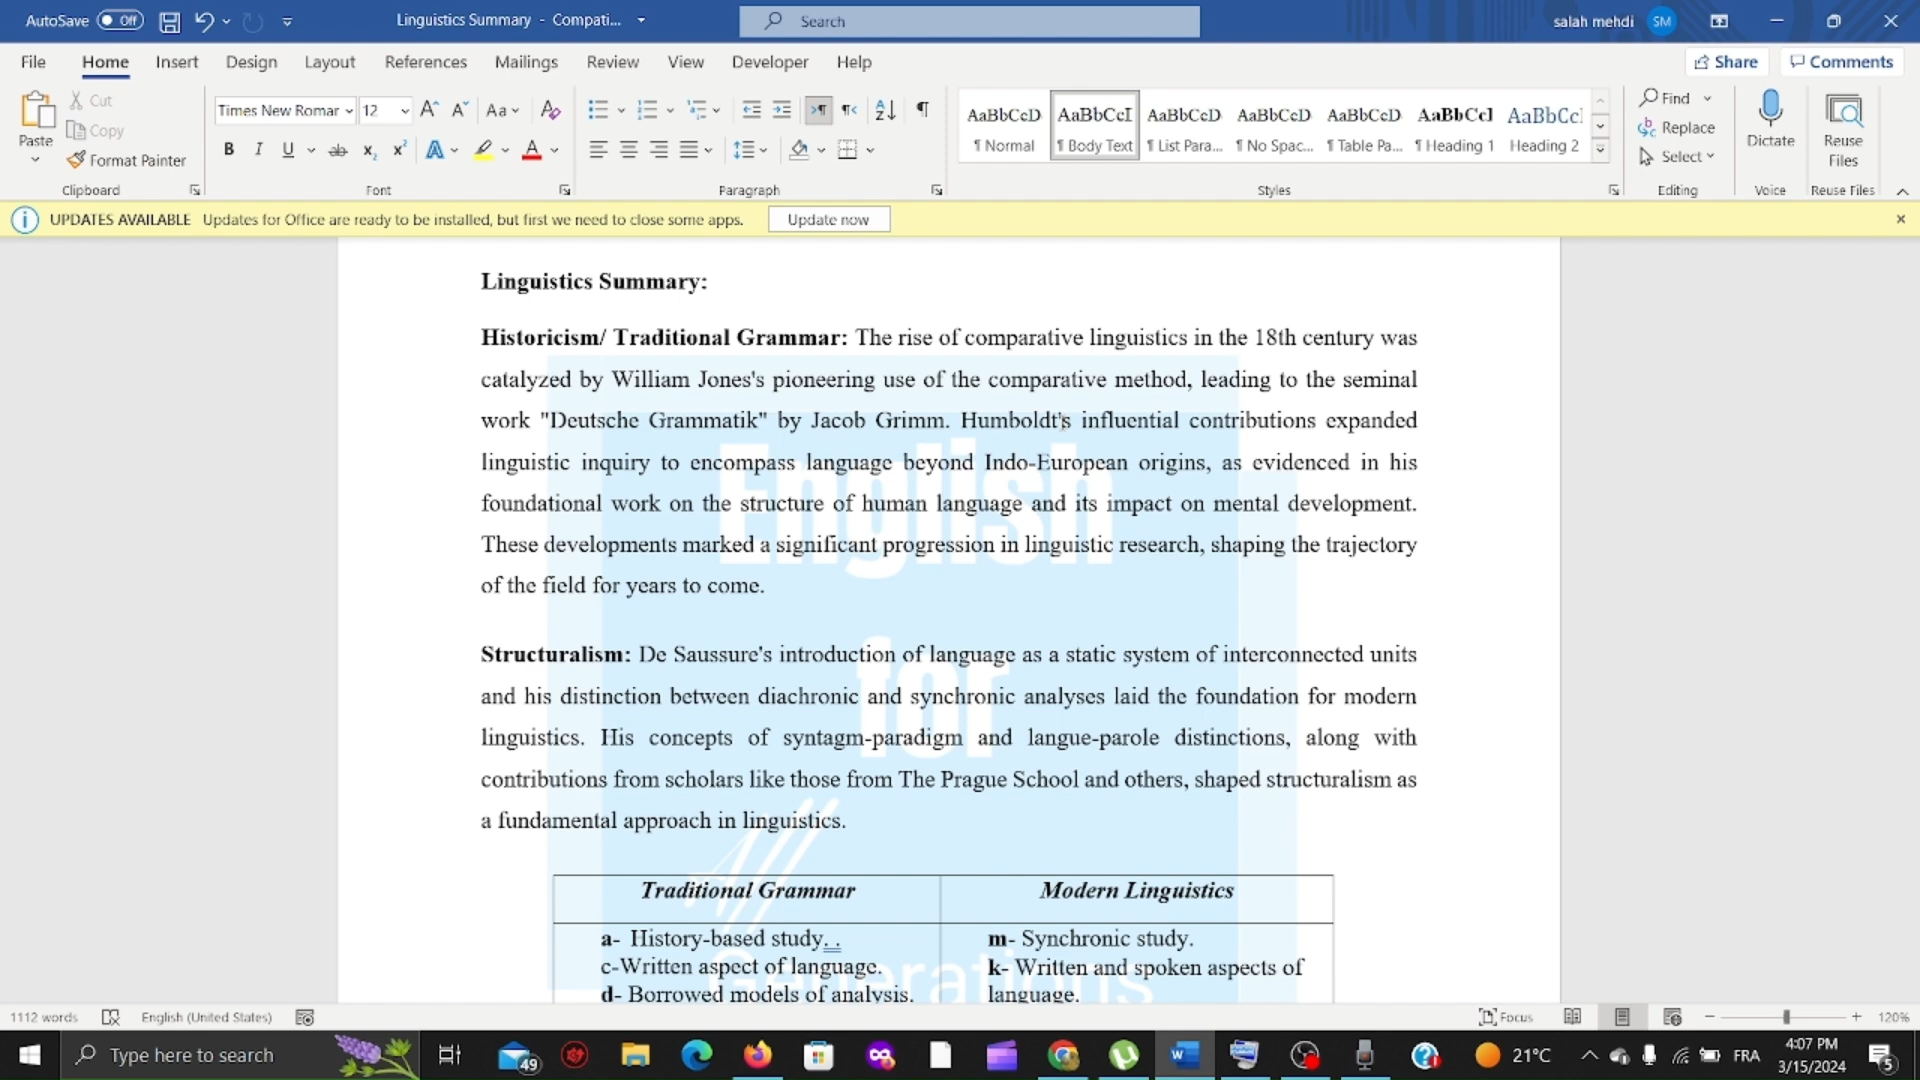 AutoSave Off
Linguistics Summary - Compati...
Search
salah mehdi SM
File Home Insert Design Layout References Mailings Review View Developer Help
Share Comments
Paste
Cut
Copy
Format Painter
Clipboard
Times New Romar 12
Aa
B I U ab x₂ x² A A
Font
Paragraph
AaBbCcD AaBbCcI AaBbCcD AaBbCcD AaBbCcD AaBbCcI AaBbCcl
¶ Normal ¶ Body Text ¶ List Para... ¶ No Spac... ¶ Table Pa... ¶ Heading 1 Heading 2
Styles
Find
Replace
Select
Editing
Dictate
Voice
Reuse
Files
Reuse Files
UPDATES AVAILABLE Updates for Office are ready to be installed, but first we need to close some apps. Update now
Linguistics Summary:
Historicism/ Traditional Grammar: The rise of comparative linguistics in the 18th century was
catalyzed by William Jones's pioneering use of the comparative method, leading to the seminal
work "Deutsche Grammatik" by Jacob Grimm. Humboldt's influential contributions expanded
linguistic inquiry to encompass language beyond Indo-European origins, as evidenced in his
foundational work on the structure of human language and its impact on mental development.
These developments marked a significant progression in linguistic research, shaping the trajectory
of the field for years to come.
Structuralism: De Saussure's introduction of language as a static system of interconnected units
and his distinction between diachronic and synchronic analyses laid the foundation for modern
linguistics. His concepts of syntagm-paradigm and langue-parole distinctions, along with
contributions from scholars like those from The Prague School and others, shaped structuralism as
a fundamental approach in linguistics.
Traditional Grammar
Modern Linguistics
a- History-based study. .
c-Written aspect of language.
d- Borrowed models of analysis.
m- Synchronic study.
k- Written and spoken aspects of
language.
English
for
Generations
1112 words English (United States)
Focus
120%
Type here to search
49
21°C
FRA
4:07 PM
3/15/2024
5